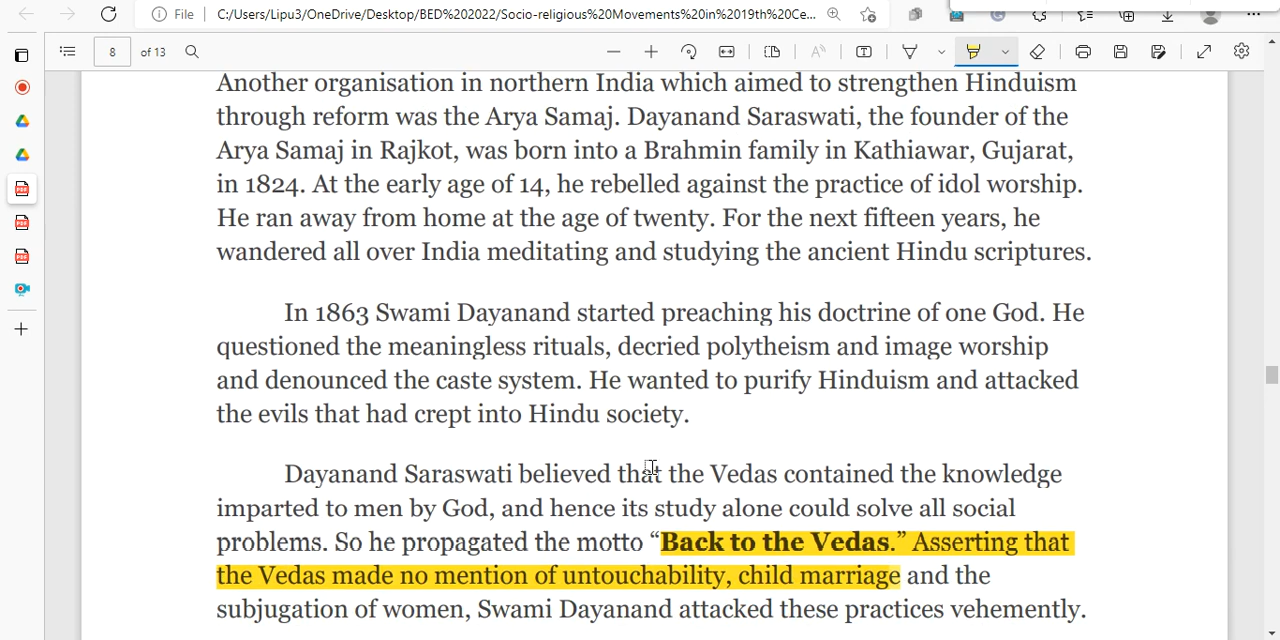 File
C:/Users/Lipu3/OneDrive/Desktop/BED%202022/Socio-religious%20Movements%20in%2019th%20Ce...
8 of 13
Another organisation in northern India which aimed to strengthen Hinduism
through reform was the Arya Samaj. Dayanand Saraswati, the founder of the
Arya Samaj in Rajkot, was born into a Brahmin family in Kathiawar, Gujarat,
in 1824. At the early age of 14, he rebelled against the practice of idol worship.
He ran away from home at the age of twenty. For the next fifteen years, he
wandered all over India meditating and studying the ancient Hindu scriptures.
In 1863 Swami Dayanand started preaching his doctrine of one God. He
questioned the meaningless rituals, decried polytheism and image worship
and denounced the caste system. He wanted to purify Hinduism and attacked
the evils that had crept into Hindu society.
Dayanand Saraswati believed that the Vedas contained the knowledge
imparted to men by God, and hence its study alone could solve all social
problems. So he propagated the motto “Back to the Vedas.” Asserting that
the Vedas made no mention of untouchability, child marriage and the
subjugation of women, Swami Dayanand attacked these practices vehemently.